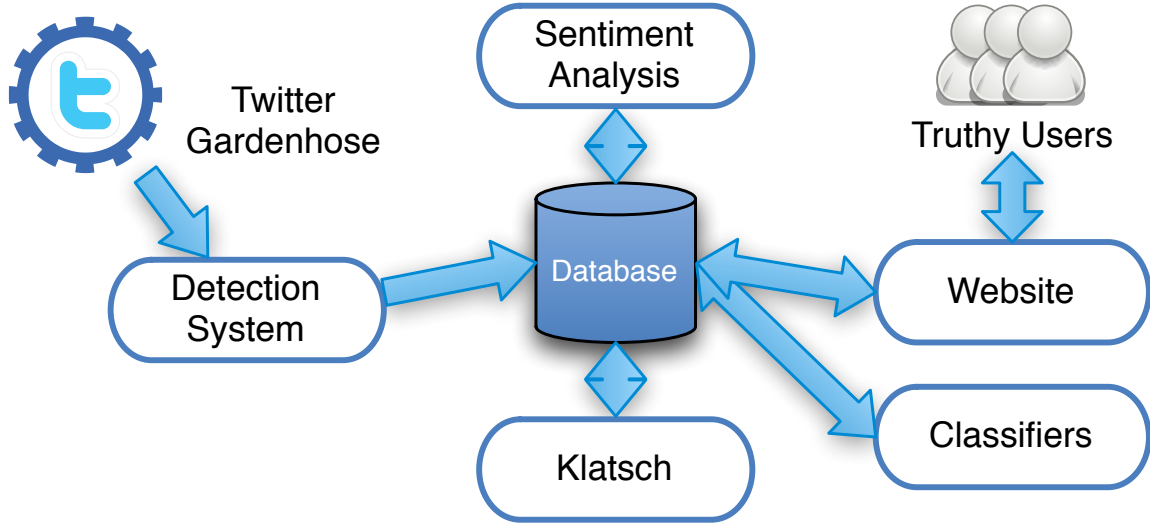 Sentiment
Analysis
Twitter
Gardenhose
Truthy Users
Detection
System
Database
Website
Classifiers
Klatsch